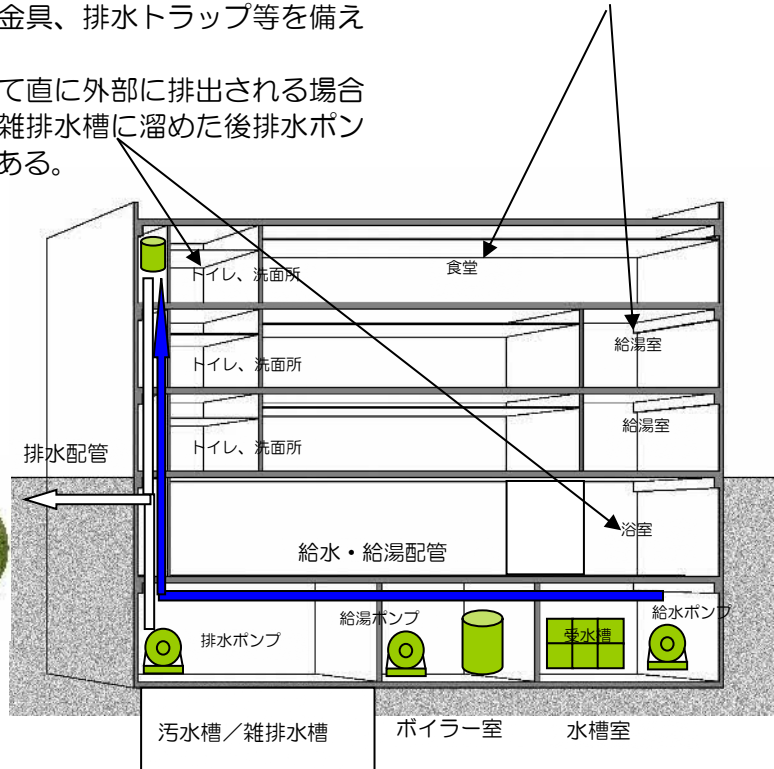 金具、排水トラップ等を備え
て直に外部に排出される場合
雑排水槽に溜めた後排水ポン
ある。
トイレ、洗面所
食堂
トイレ、洗面所
給湯室
トイレ、洗面所
給湯室
排水配管
浴室
給水・給湯配管
排水ポンプ
給湯ポンプ
受水槽
給水ポンプ
汚水槽/雑排水槽
ボイラー室
水槽室